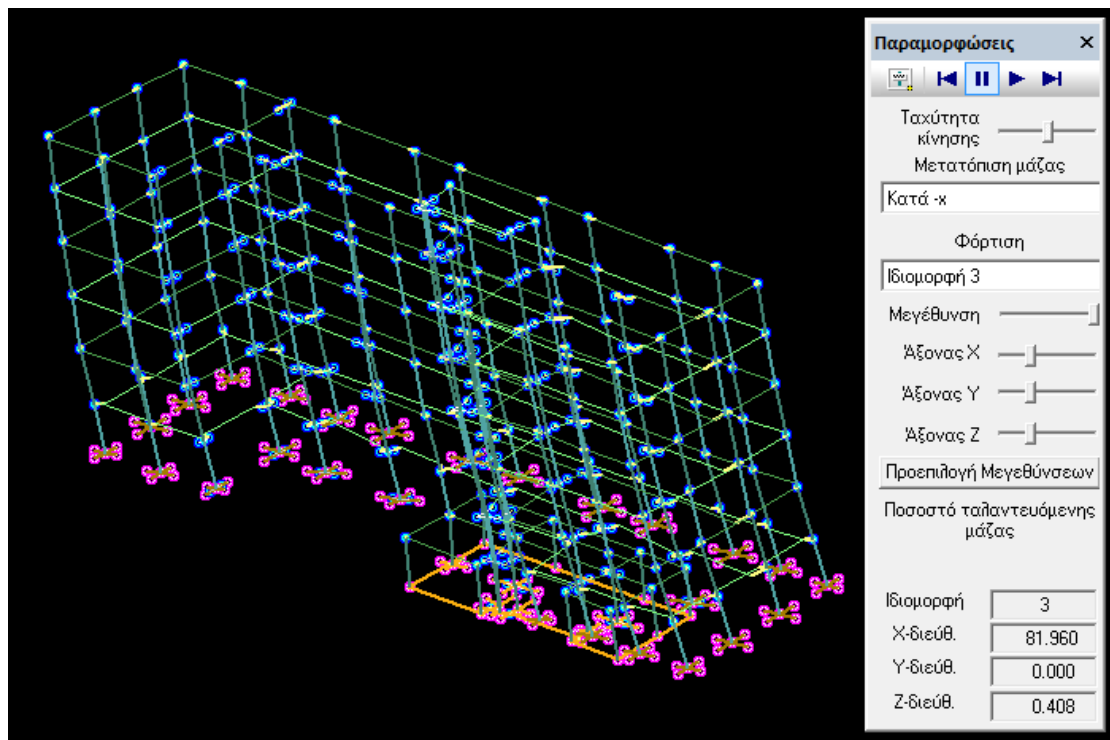 Παραμορφώσεις
Ταχύτητα
κίνησης
Μετατόπιση μάζας
Κατά -x
Φόρτιση
Ιδιομορφή 3
Μεγέθυνση
Άξονας X
Άξονας Y
Άξονας Z
Προεπιλογή Μεγεθύνσεων
Ποσοστό ταλαντευόμενης
μάζας
Ιδιομορφή 3
X-διεύθ. 81.960
Y-διεύθ. 0.000
Z-διεύθ. 0.408